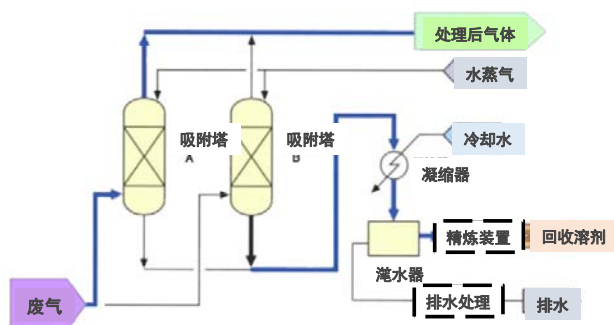 处理后气体
水蒸气
吸附塔
A
吸附塔
B
冷却水
凝缩器
精炼装置
回收溶剂
滗水器
废气
排水处理
排水